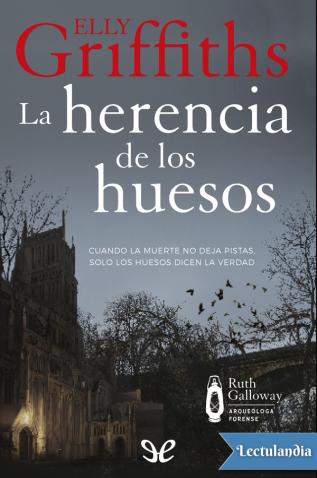 ELLY
Griffiths
La herencia
de los
huesos
CUANDO LA MUERTE NO DEJA PISTAS,
SOLO LOS HUESOS DICEN LA VERDAD
Ruth
Galloway
ARQUEÓLOGA
FORENSE
Lectulandia